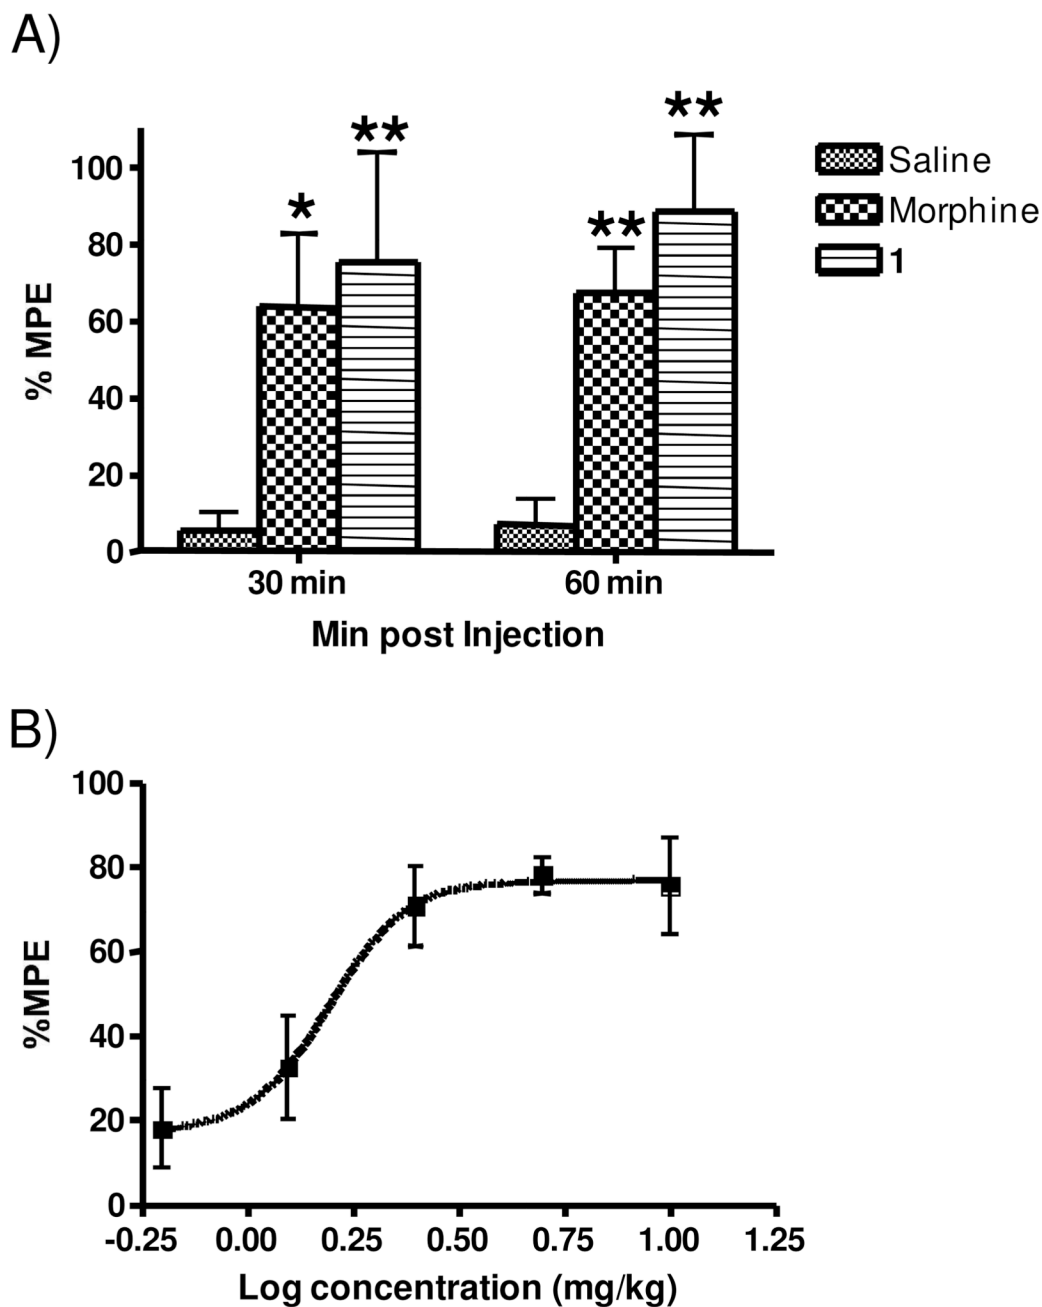 A)
% MPE
100
80
60
40
20
0
*
**
**
**
30 min
60 min
Min post Injection
Saline
Morphine
1
B)
%MPE
100
80
60
40
20
0
-0.25
0.00
0.25
0.50
0.75
1.00
1.25
Log concentration (mg/kg)